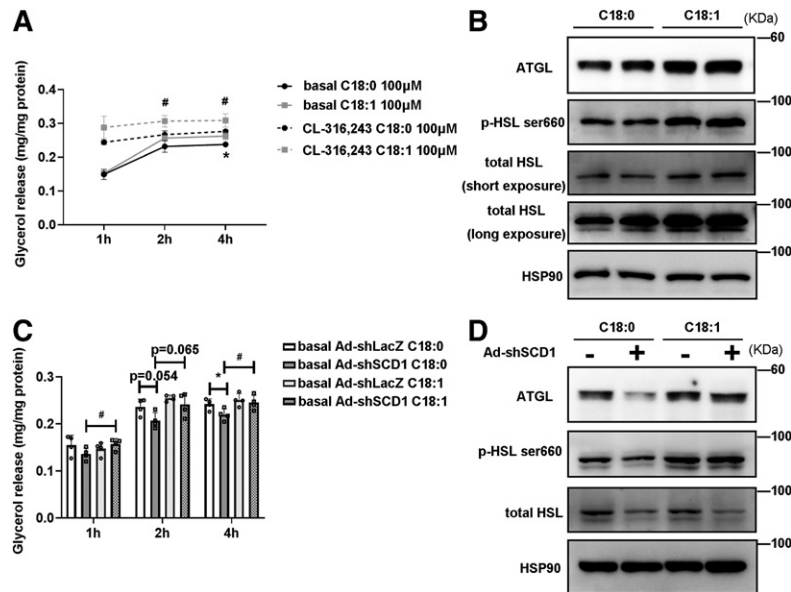 A
Glycerol release (mg/mg protein)
0.4
0.3
0.2
0.1
0.0
# #
*
1h 2h 4h
basal C18:0 100μM
basal C18:1 100μM
CL-316,243 C18:0 100μM
CL-316,243 C18:1 100μM
B
C18:0 C18:1 (KDa)
60
ATGL
100
p-HSL ser660
100
total HSL
(short exposure)
100
total HSL
(long exposure)
100
HSP90
C
Glycerol release (mg/mg protein)
0.3
0.2
0.1
0.0
#
p=0.054
p=0.065
*
#
1h 2h 4h
basal Ad-shLacZ C18:0
basal Ad-shSCD1 C18:0
basal Ad-shLacZ C18:1
basal Ad-shSCD1 C18:1
D
C18:0 C18:1
Ad-shSCD1 - + - + (KDa)
60
ATGL
100
p-HSL ser660
100
total HSL
100
HSP90